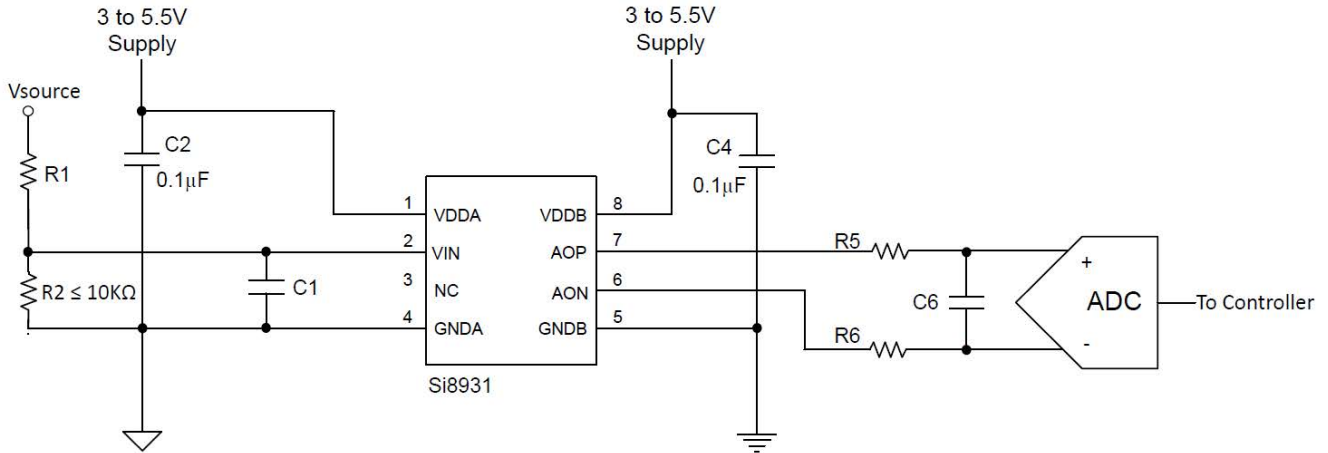 3 to 5.5V
Supply
3 to 5.5V
Supply
Vsource
R1
C2
0.1µF
C4
0.1µF
1
VDDA
VDDB
8
2
VIN
AOP
7
R5
3
NC
AON
6
R2 ≤ 10KΩ
C1
4
GNDA
GNDB
5
C6
R6
+
-
ADC
To Controller
Si8931